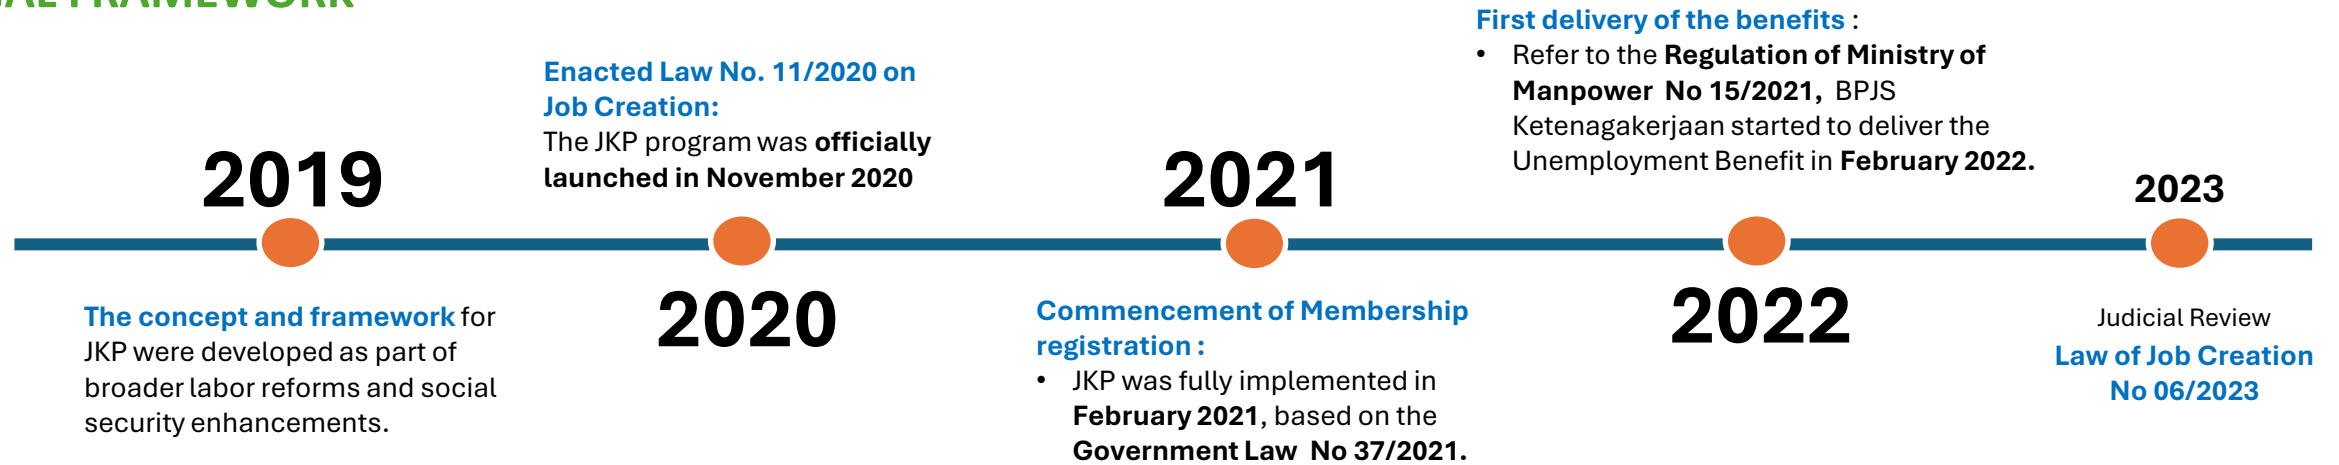 2019
The concept and framework for
JKP were developed as part of
broader labor reforms and social
security enhancements.
Enacted Law No. 11/2020 on
Job Creation:
The JKP program was officially
launched in November 2020
2020
2021
Commencement of Membership
registration :
• JKP was fully implemented in
February 2021, based on the
Government Law No 37/2021.
First delivery of the benefits :
• Refer to the Regulation of Ministry of
Manpower No 15/2021, BPJS
Ketenagakerjaan started to deliver the
Unemployment Benefit in February 2022.
2022
2023
Judicial Review
Law of Job Creation
No 06/2023